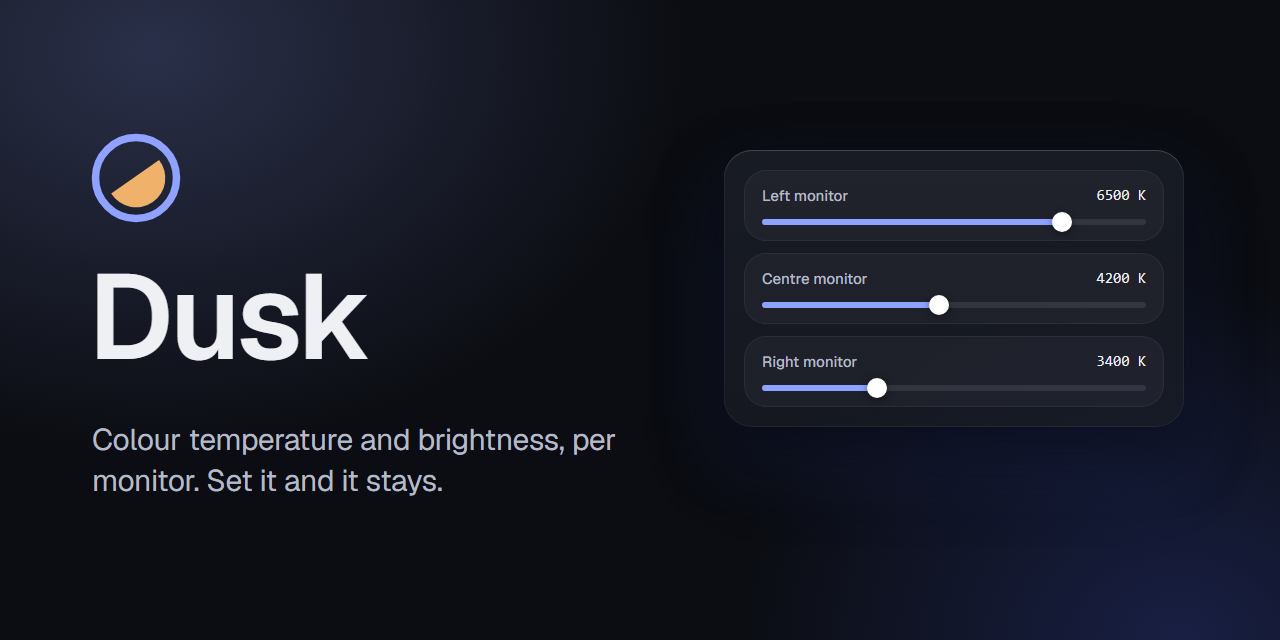 Dusk
Colour temperature and brightness, per
monitor. Set it and it stays.
Left monitor 6500 K
Centre monitor 4200 K
Right monitor 3400 K